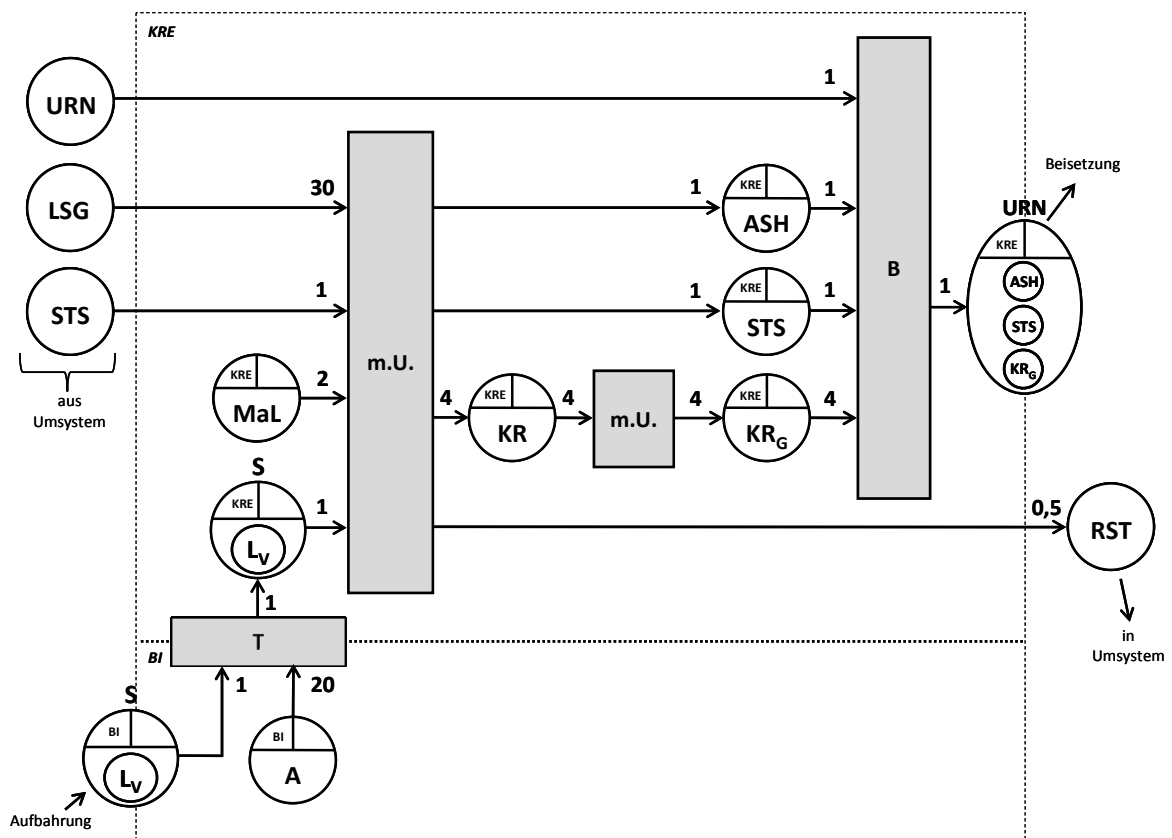 KRE
URN
1
Beisetzung
LSG
30
1
KRE
ASH
1
URN
KRE
ASH
STS
KR_G
B
1
STS
1
1
KRE
STS
1
m.U.
aus
Umsystem
KRE
MaL
2
4
KRE
KR
4
m.U.
4
KRE
KR_G
4
S
KRE
L_V
1
0,5
RST
1
T
BI
in
Umsystem
1
20
S
BI
L_V
BI
A
Aufbahrung